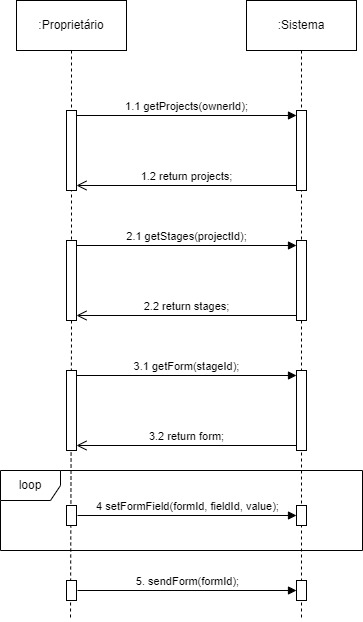 :Proprietário
:Sistema
1.1 getProjects(ownerId);
1.2 return projects;
2.1 getStages(projectId);
2.2 return stages;
3.1 getForm(stageId);
3.2 return form;
loop
4 setFormField(formId, fieldId, value);
5. sendForm(formId);